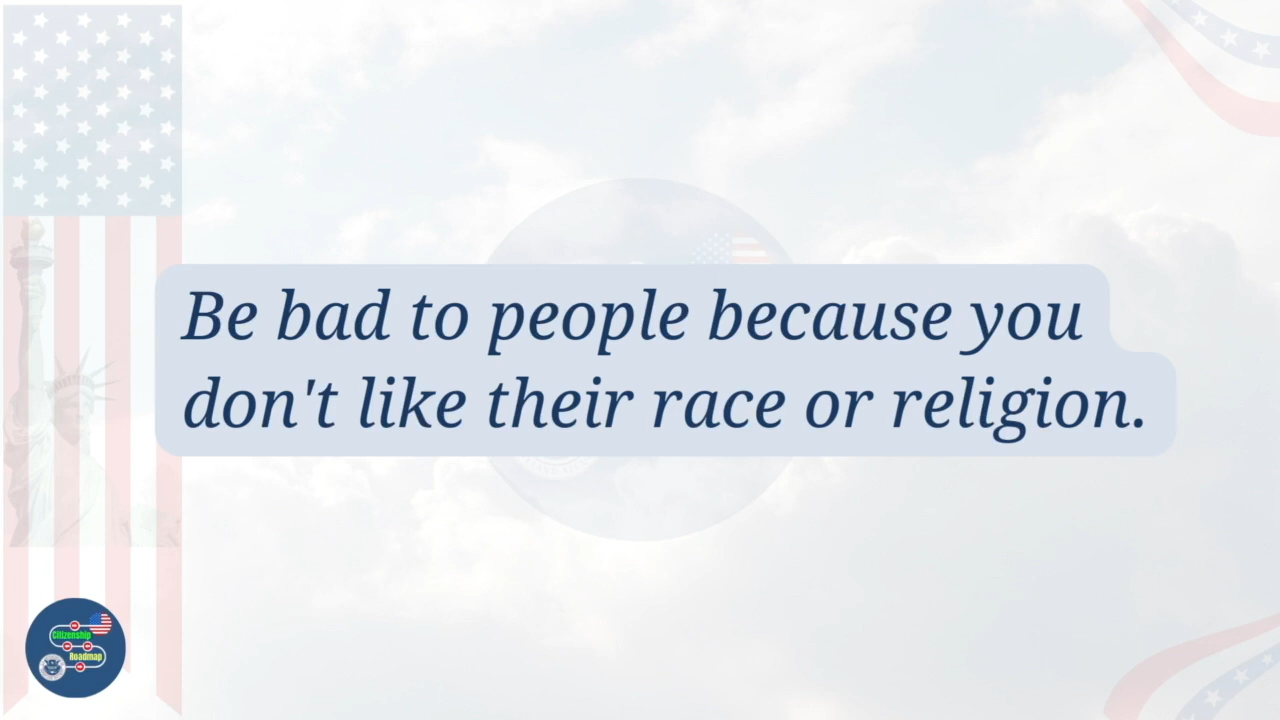 Be bad to people because you
don't like their race or religion.
Citizenship
Roadmap